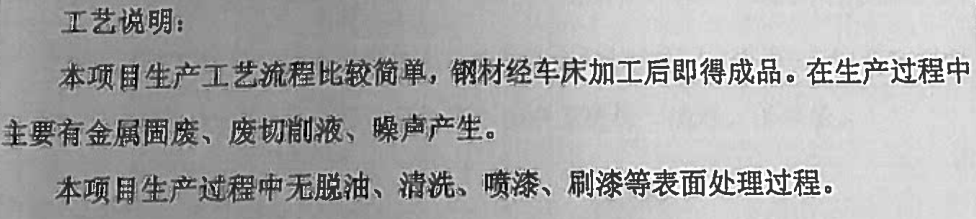 工艺说明：
本项目生产工艺流程比较简单，钢材经车床加工后即得成品。在生产过程中
主要有金属固废、废切削液、噪声产生。
本项目生产过程中无脱油、清洗、喷漆、刷漆等表面处理过程。